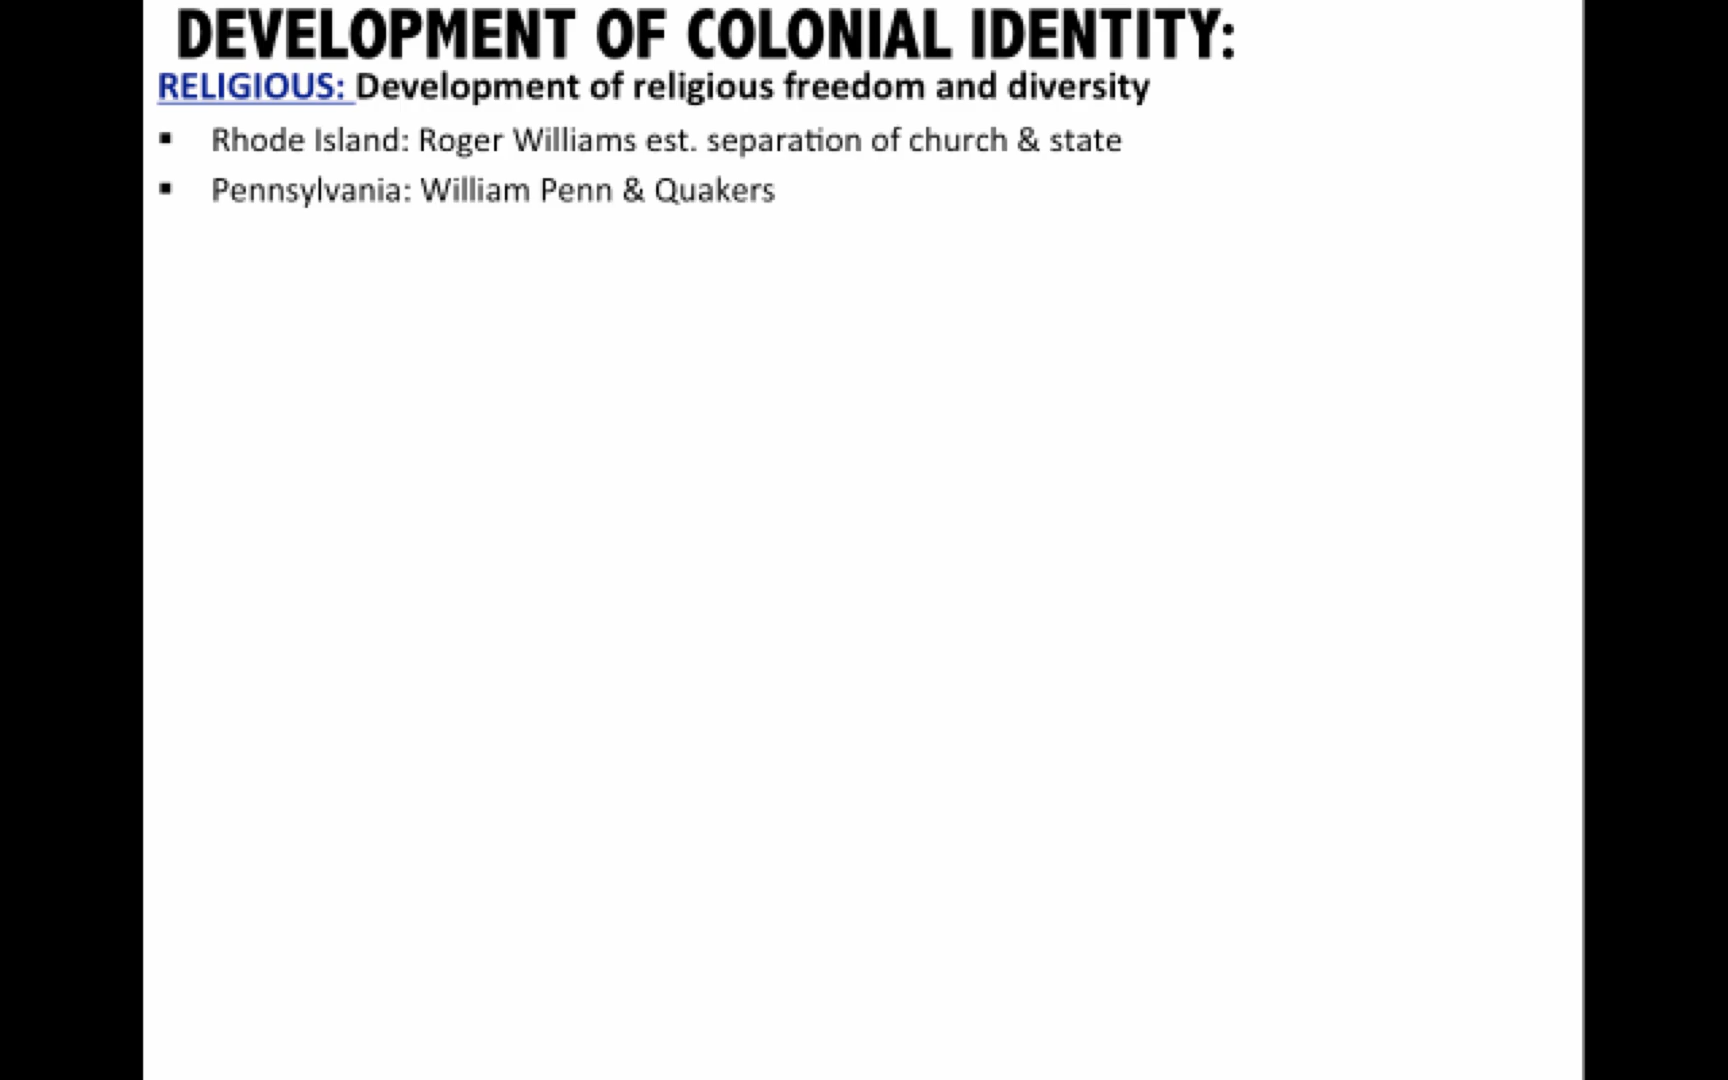 DEVELOPMENT OF COLONIAL IDENTITY:
RELIGIOUS: Development of religious freedom and diversity
▪ Rhode Island: Roger Williams est. separation of church & state
▪ Pennsylvania: William Penn & Quakers